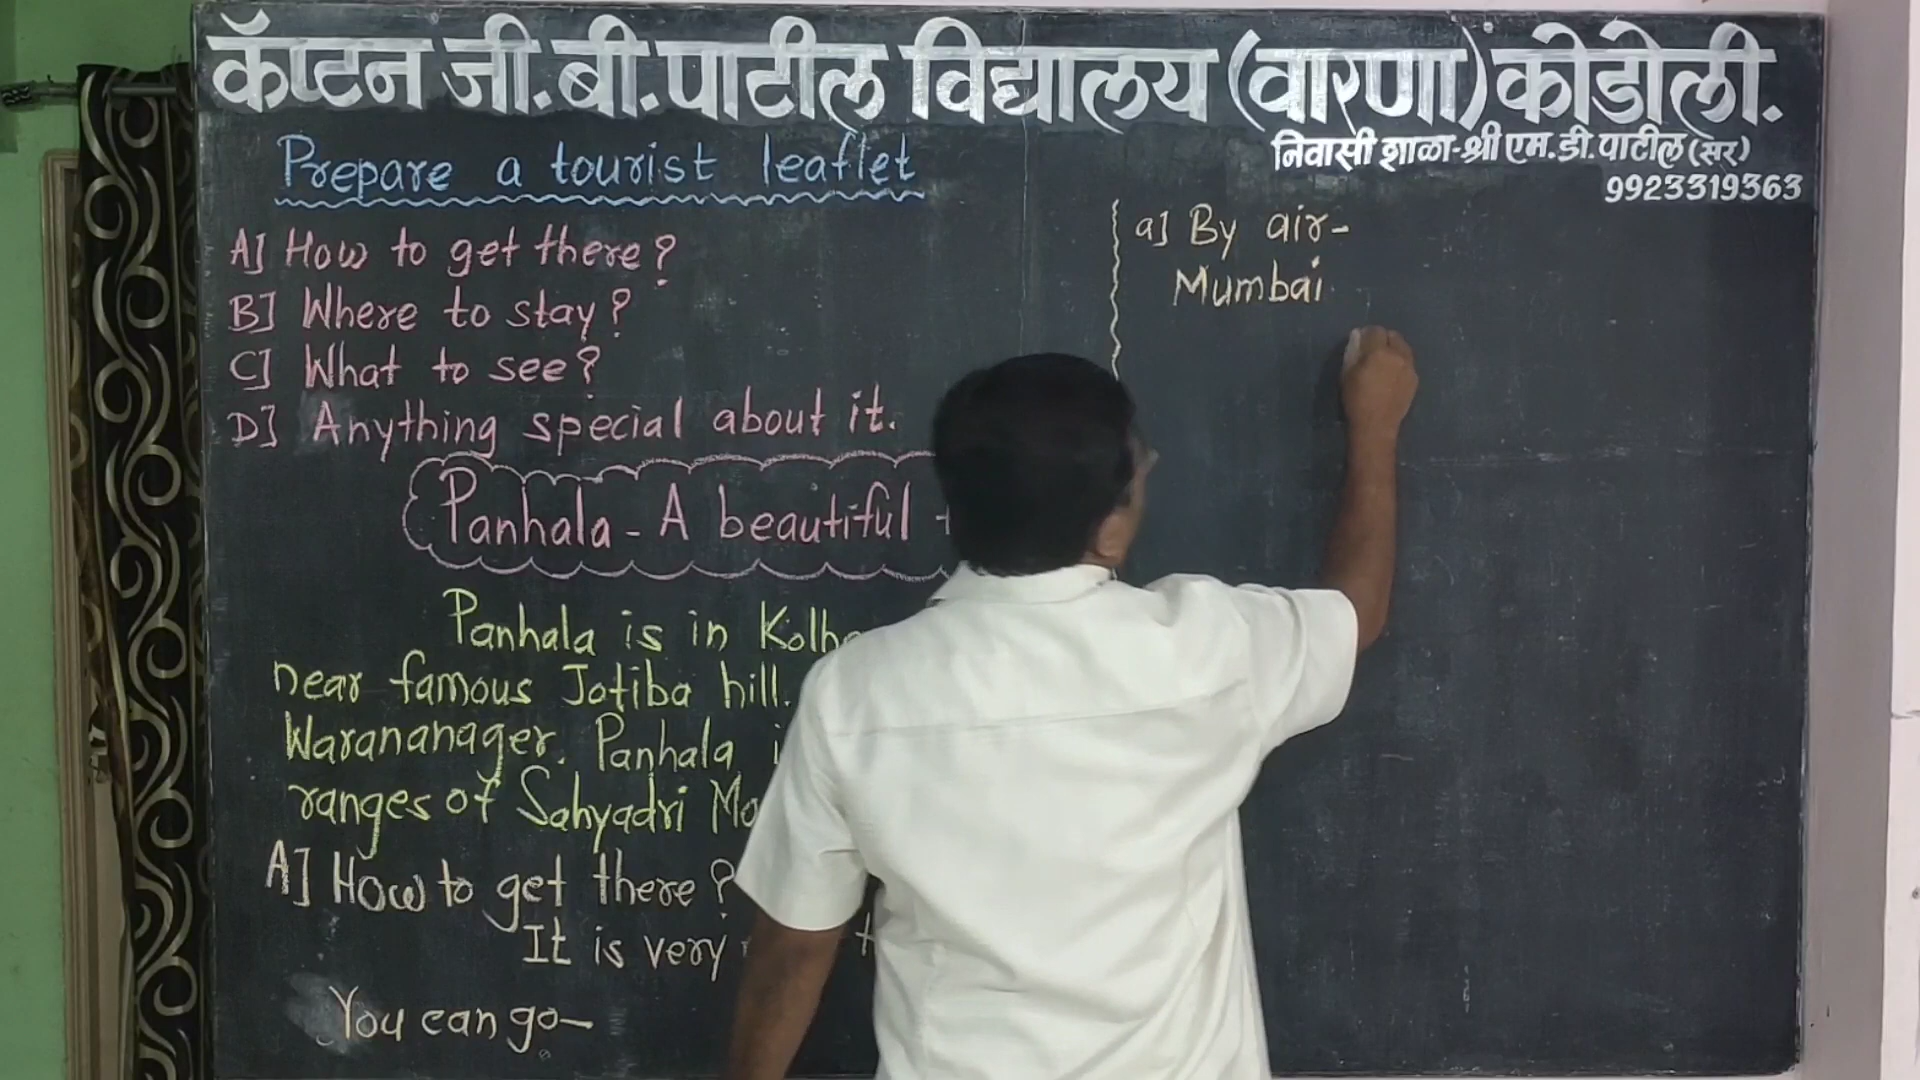 कॅप्टन जी.बी.पाटील विद्यालय (वारणा) कोडोली.
निवासी शाळा-श्री एम.डी.पाटील (सर)
9923319363
Prepare a tourist leaflet
A] How to get there?
B] Where to stay?
C] What to see?
D] Anything special about it.
Panhala - A beautiful
Panhala is in
near famous Jotiba hill.
Warananager. Panhala
ranges of Sahyadri
A] How to get there?
It is very
You can go-
a] By air-
Mumbai